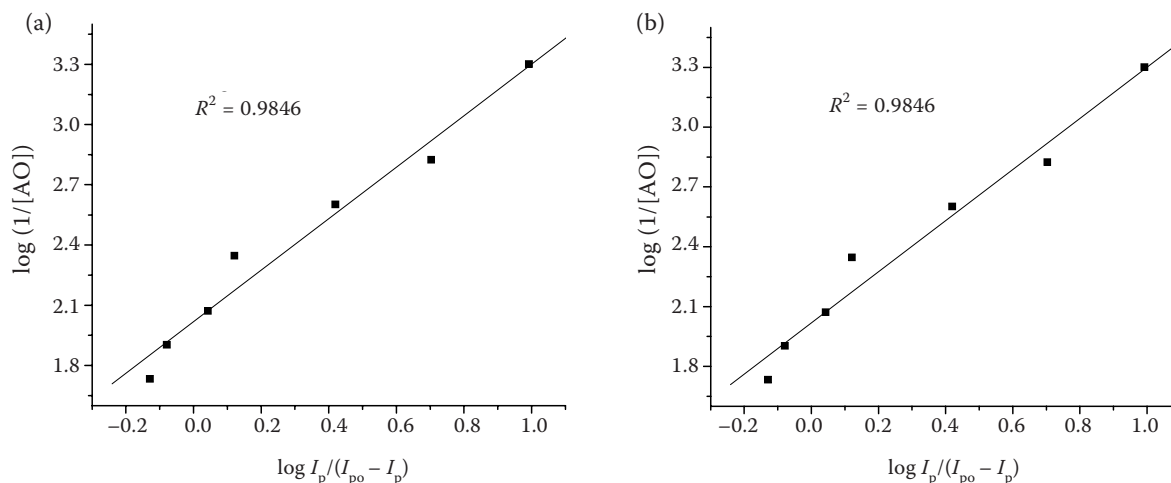 (a)
R² = 0.9846
log (1/[AO])
3.3
3.0
2.7
2.4
2.1
1.8
−0.2 0.0 0.2 0.4 0.6 0.8 1.0
log Iₚ/(Iₚₒ − Iₚ)
(b)
R² = 0.9846
log (1/[AO])
3.3
3.0
2.7
2.4
2.1
1.8
−0.2 0.0 0.2 0.4 0.6 0.8 1.0
log Iₚ/(Iₚₒ − Iₚ)